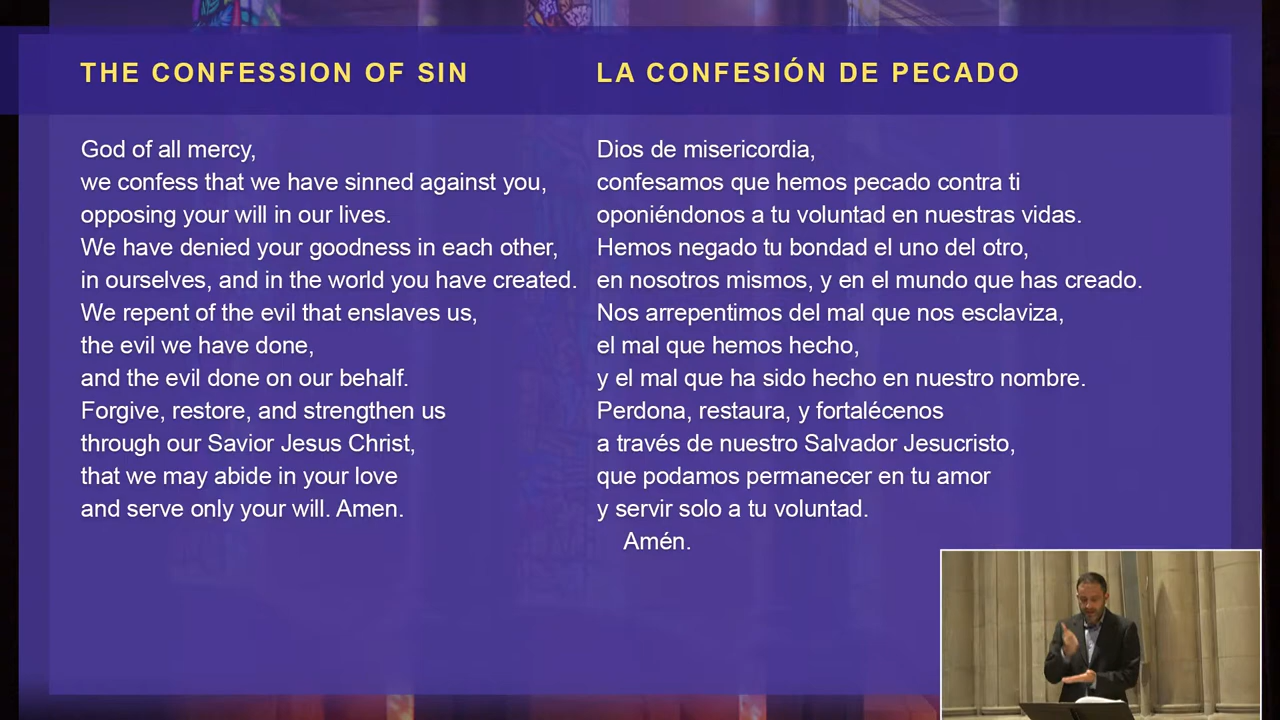 THE CONFESSION OF SIN
God of all mercy,
we confess that we have sinned against you,
opposing your will in our lives.
We have denied your goodness in each other,
in ourselves, and in the world you have created.
We repent of the evil that enslaves us,
the evil we have done,
and the evil done on our behalf.
Forgive, restore, and strengthen us
through our Savior Jesus Christ,
that we may abide in your love
and serve only your will. Amen.
LA CONFESIÓN DE PECADO
Dios de misericordia,
confesamos que hemos pecado contra ti
oponiéndonos a tu voluntad en nuestras vidas.
Hemos negado tu bondad el uno del otro,
en nosotros mismos, y en el mundo que has creado.
Nos arrepentimos del mal que nos esclaviza,
el mal que hemos hecho,
y el mal que ha sido hecho en nuestro nombre.
Perdona, restaura, y fortalécenos
a través de nuestro Salvador Jesucristo,
que podamos permanecer en tu amor
y servir solo a tu voluntad.
Amén.